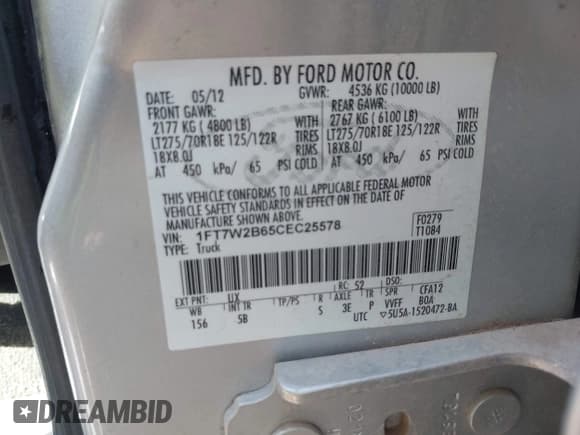 MFD. BY FORD MOTOR CO.
DATE: 05/12 GVWR: 4536 KG (10000 LB)
FRONT GAWR: REAR GAWR:
2177 KG ( 4800 LB) WITH 2767 KG ( 6100 LB) WITH
LT275/70R18E 125/122R TIRES LT275/70R18E 125/122R TIRES
18X8.0J RIMS 18X8.0J RIMS
AT 450 kPa/ 65 PSI COLD AT 450 kPa/ 65 PSI COLD
THIS VEHICLE CONFORMS TO ALL APPLICABLE FEDERAL MOTOR
VEHICLE SAFETY STANDARDS IN EFFECT ON THE DATE OF
MANUFACTURE SHOWN ABOVE.
VIN: 1FT7W2B65CEC25578 F0279
TYPE: Truck T1084
EXT PNT: UX RC: 52 DSO:
WB INT TR TP/PS R AXLE TR SPR CFA12
156 5B S 3E P VVFF BOA
UTC ▽5U5A-1520472-BA
DREAMBID